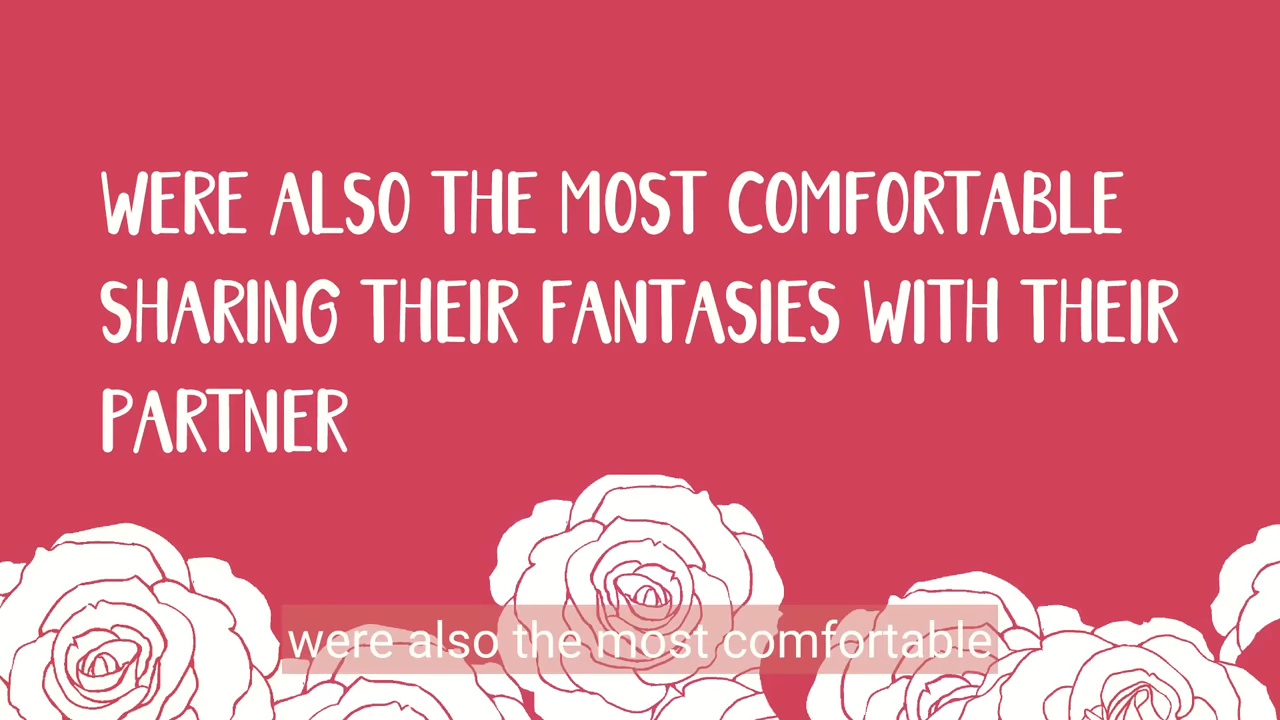 WERE ALSO THE MOST COMFORTABLE
SHARING THEIR FANTASIES WITH THEIR
PARTNER
were also the most comfortable